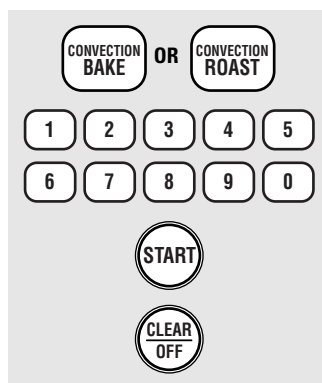 CONVECTION BAKE OR CONVECTION ROAST
1 2 3 4 5
6 7 8 9 0
START
CLEAR
OFF